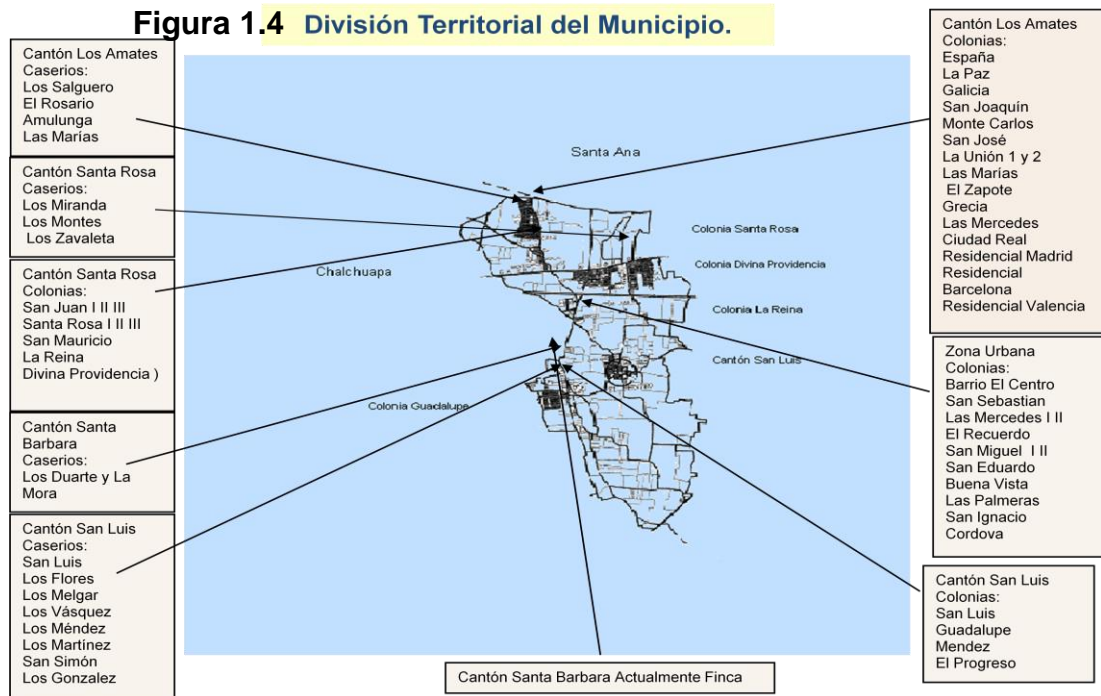 Figura 1.4 División Territorial del Municipio.
Cantón Los Amates
Caserios:
Los Salguero
El Rosario
Amulunga
Las Marías
Cantón Santa Rosa
Caserios:
Los Miranda
Los Montes
Los Zavaleta
Cantón Santa Rosa
Colonias:
San Juan I II III
Santa Rosa I II III
San Mauricio
La Reina
Divina Providencia )
Cantón Santa
Barbara
Caserios:
Los Duarte y La
Mora
Cantón San Luis
Caserios:
San Luis
Los Flores
Los Melgar
Los Vásquez
Los Méndez
Los Martínez
San Simón
Los Gonzalez
Santa Ana
Chalchuapa
Colonia Santa Rosa
Colonia Divina Providencia
Colonia La Reina
Cantón San Luis
Colonia Guadalupe
Cantón Santa Barbara Actualmente Finca
Cantón Los Amates
Colonias:
España
La Paz
Galicia
San Joaquín
Monte Carlos
San José
La Unión 1 y 2
Las Marías
El Zapote
Grecia
Las Mercedes
Ciudad Real
Residencial Madrid
Residencial
Barcelona
Residencial Valencia
Zona Urbana
Colonias:
Barrio El Centro
San Sebastian
Las Mercedes I II
El Recuerdo
San Miguel I II
San Eduardo
Buena Vista
Las Palmeras
San Ignacio
Cordova
Cantón San Luis
Colonias:
San Luis
Guadalupe
Mendez
El Progreso